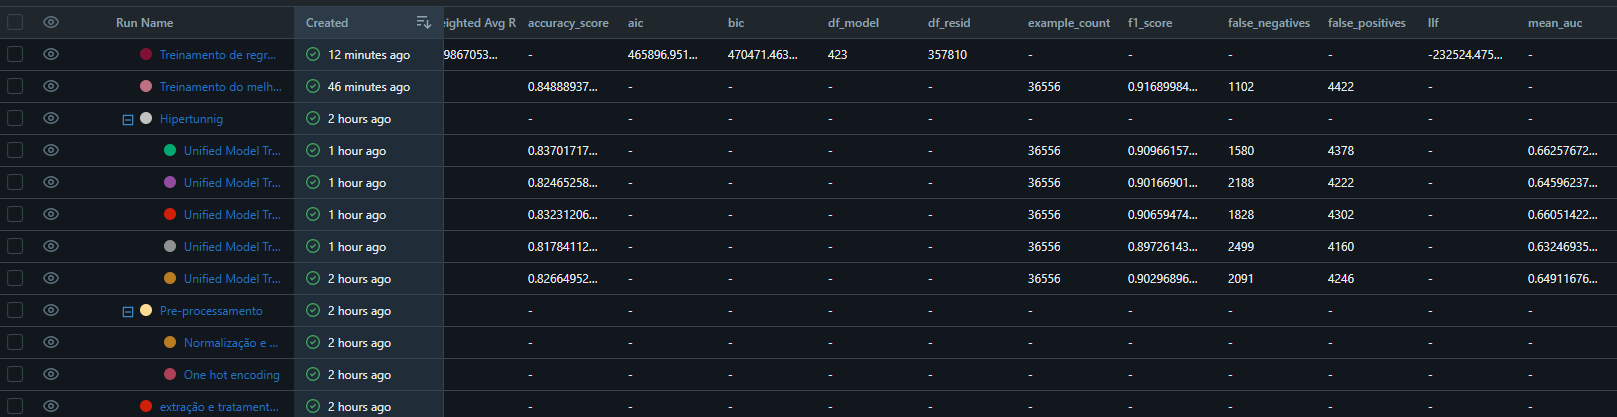 Run Name Created eighted Avg R accuracy_score aic bic df_model df_resid example_count f1_score false_negatives false_positives llf mean_auc
Treinamento de regr... 12 minutes ago 9867053... - 465896.951... 470471.463... 423 357810 - - - - -232524.475... -
Treinamento do melh... 46 minutes ago 0.84888937... - - - - 36556 0.91689984... 1102 4422 - -
Hipertunnig 2 hours ago - - - - - - - - - - -
Unified Model Tr... 1 hour ago 0.83701717... - - - - 36556 0.90966157... 1580 4378 - 0.66257672...
Unified Model Tr... 1 hour ago 0.82465258... - - - - 36556 0.90166901... 2188 4222 - 0.64596237...
Unified Model Tr... 1 hour ago 0.83231206... - - - - 36556 0.90659474... 1828 4302 - 0.66051422...
Unified Model Tr... 1 hour ago 0.81784112... - - - - 36556 0.89726143... 2499 4160 - 0.63246935...
Unified Model Tr... 2 hours ago 0.82664952... - - - - 36556 0.90296896... 2091 4246 - 0.64911676...
Pre-processamento 2 hours ago - - - - - - - - - - -
Normalização e ... 2 hours ago - - - - - - - - - - -
One hot encoding 2 hours ago - - - - - - - - - - -
extração e tratament... 2 hours ago - - - - - - - - - - -